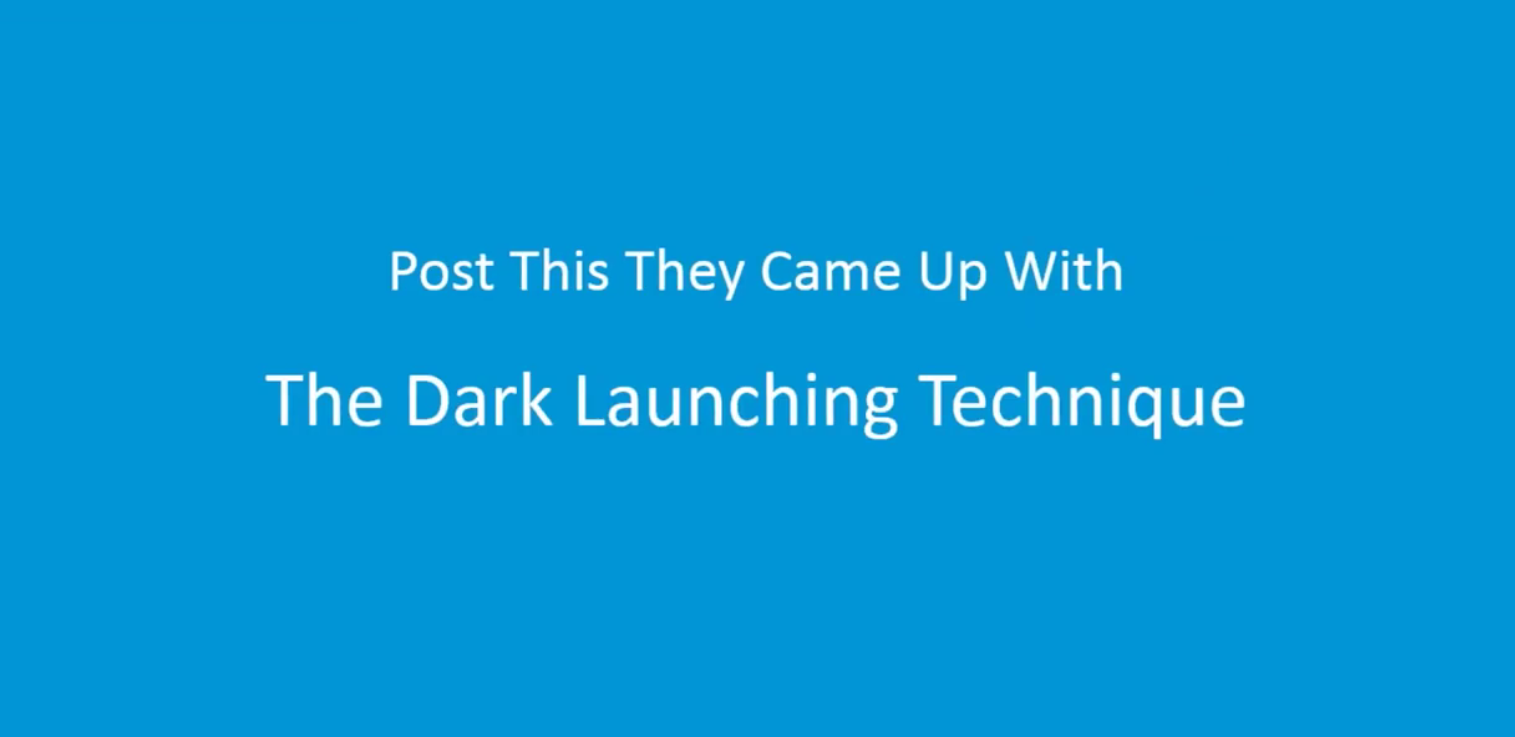 Post This They Came Up With
The Dark Launching Technique